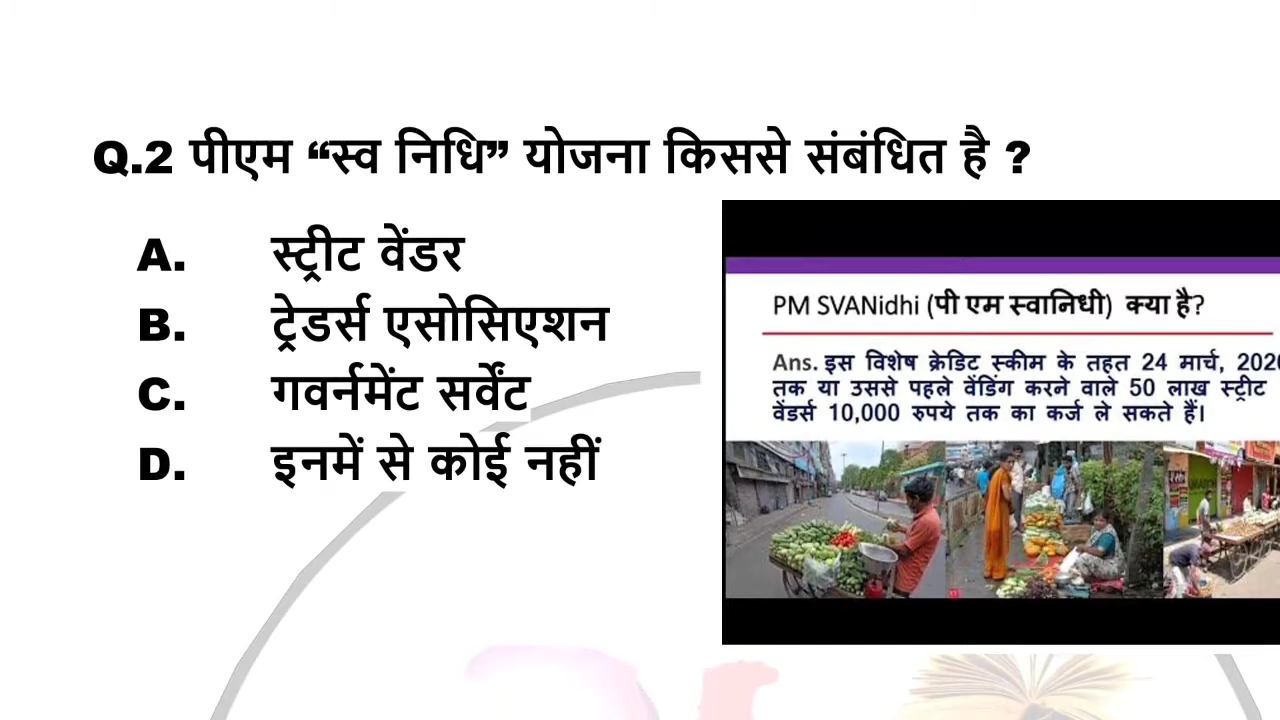 Q.2 पीएम “स्व निधि” योजना किससे संबंधित है ?
A. स्ट्रीट वेंडर
B. ट्रेडर्स एसोसिएशन
C. गवर्नमेंट सर्वेंट
D. इनमें से कोई नहीं
PM SVANidhi (पी एम स्वानिधी) क्या है?
Ans. इस विशेष क्रेडिट स्कीम के तहत 24 मार्च, 2020
तक या उससे पहले वेंडिंग करने वाले 50 लाख स्ट्रीट
वेंडर्स 10,000 रुपये तक का कर्ज ले सकते हैं।